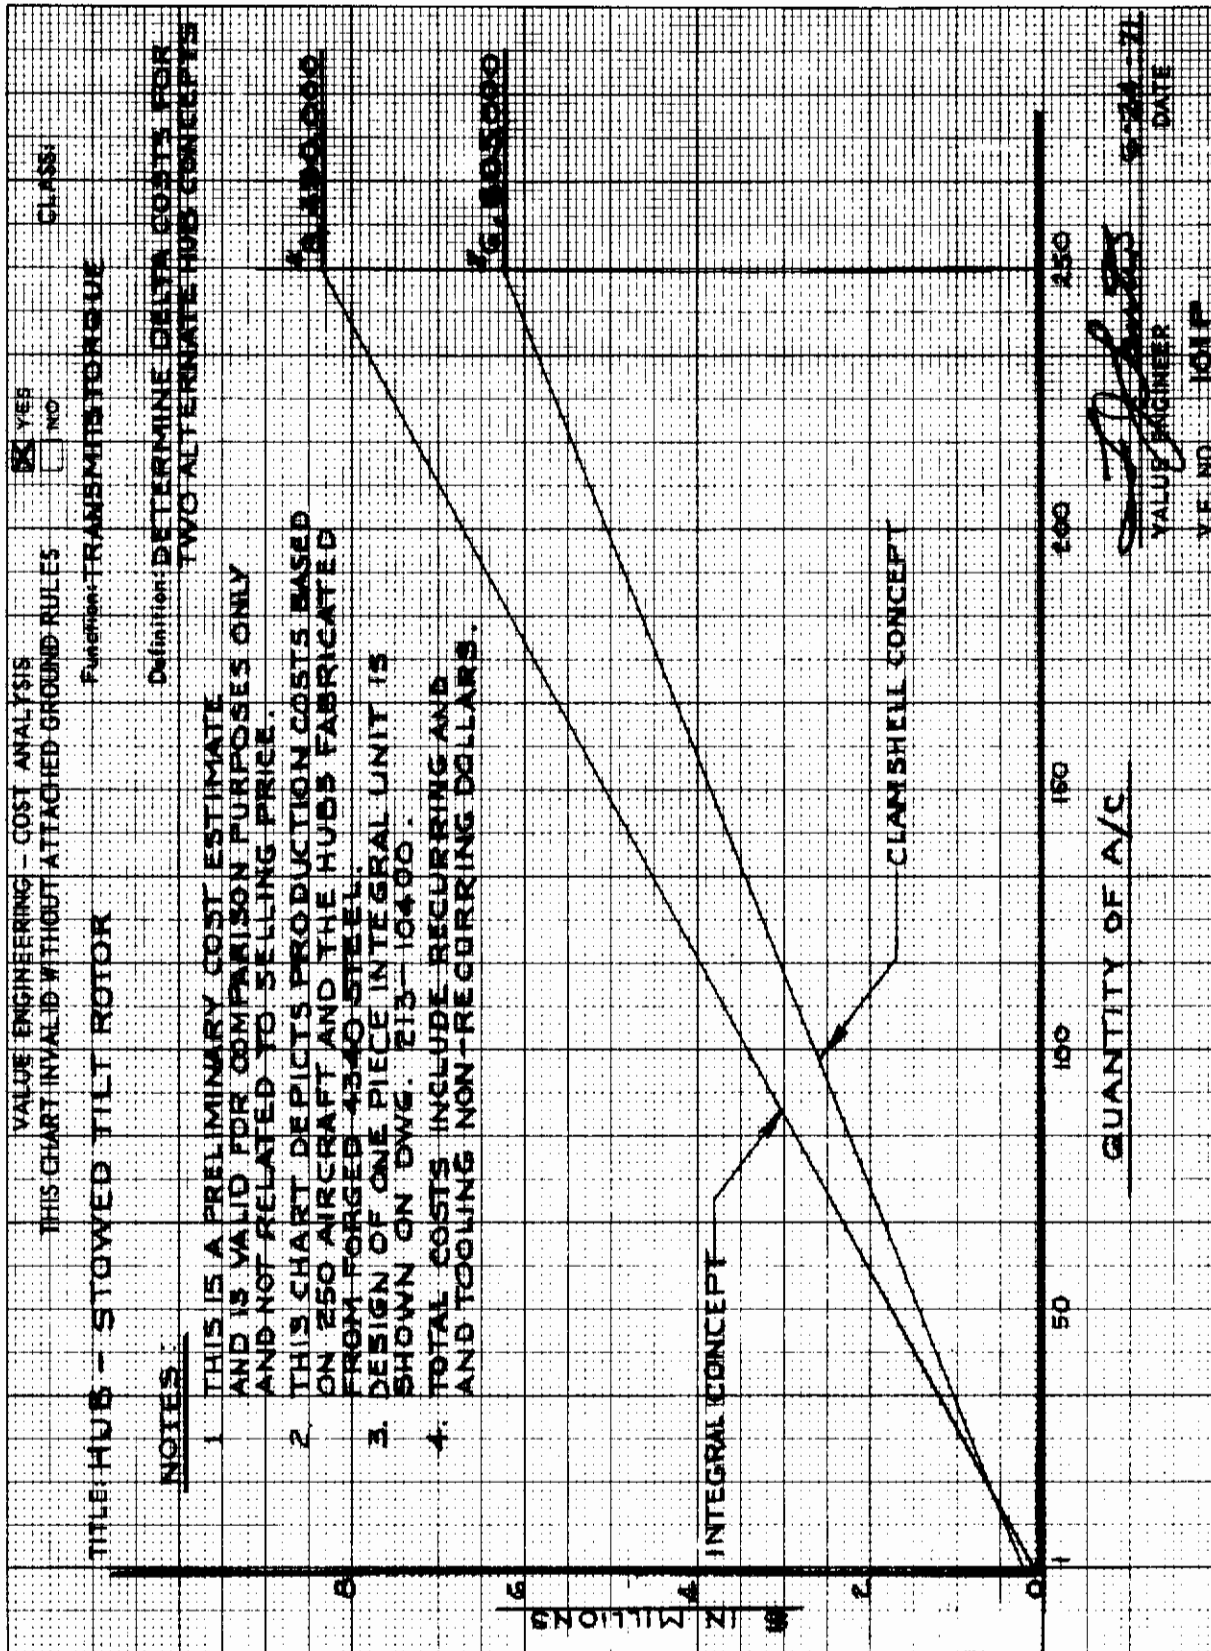 VALUE ENGINEERING - COST ANALYSIS
THIS CHART INVALID WITHOUT ATTACHED GROUND RULES
YES
NO
CLASS:
TITLE: HUB - STOWED TILT ROTOR
Function: TRANSMITS TORQUE
Definition: DETERMINE DELTA COSTS FOR
TWO ALTERNATE HUB CONCEPTS
NOTES:
1 THIS IS A PRELIMINARY COST ESTIMATE
AND IS VALID FOR COMPARISON PURPOSES ONLY
AND NOT RELATED TO SELLING PRICE.
2. THIS CHART DEPICTS PRODUCTION COSTS BASED
ON 250 AIRCRAFT AND THE HUBS FABRICATED
FROM FORGED 4340 STEEL.
3. DESIGN OF ONE PIECE INTEGRAL UNIT IS
SHOWN ON DWG. 213-10400.
4. TOTAL COSTS INCLUDE RECURRING AND
AND TOOLING NON-RECURRING DOLLARS.
8
6
4
2
0
IN MILLIONS
INTEGRAL CONCEPT
CLAMSHELL CONCEPT
1
50
100
150
200
250
QUANTITY OF A/C
VALUE ENGINEER
DATE
V.E. NO. 101P